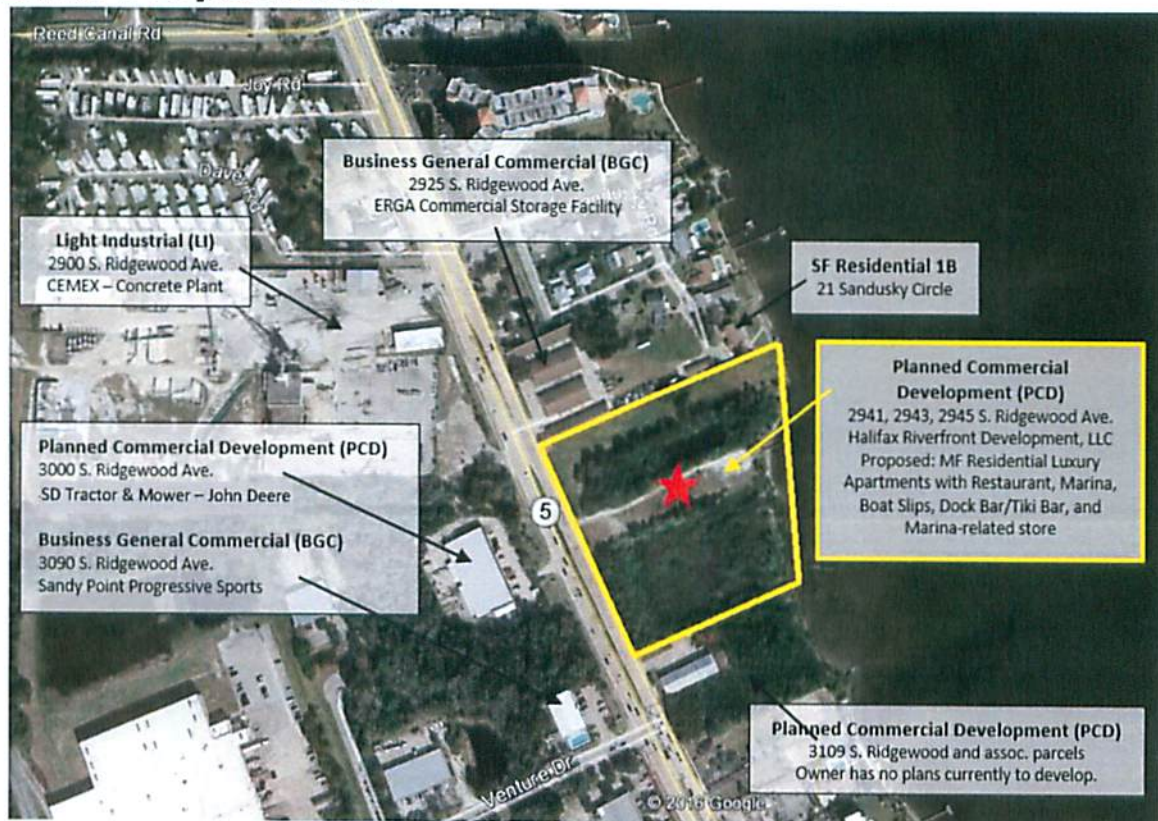 Reed Canal Rd
Joy Rd
Business General Commercial (BGC)
2925 S. Ridgewood Ave.
ERGA Commercial Storage Facility
Light Industrial (LI)
2900 S. Ridgewood Ave.
CEMEX – Concrete Plant
SF Residential 1B
21 Sandusky Circle
Planned Commercial
Development (PCD)
2941, 2943, 2945 S. Ridgewood Ave.
Halifax Riverfront Development, LLC
Proposed: MF Residential Luxury
Apartments with Restaurant, Marina,
Boat Slips, Dock Bar/Tiki Bar, and
Marina-related store
Planned Commercial Development (PCD)
3000 S. Ridgewood Ave.
SD Tractor & Mower – John Deere
Business General Commercial (BGC)
3090 S. Ridgewood Ave.
Sandy Point Progressive Sports
5
Planned Commercial Development (PCD)
3109 S. Ridgewood and assoc. parcels
Owner has no plans currently to develop.
Venture Dr
© 2016 Google